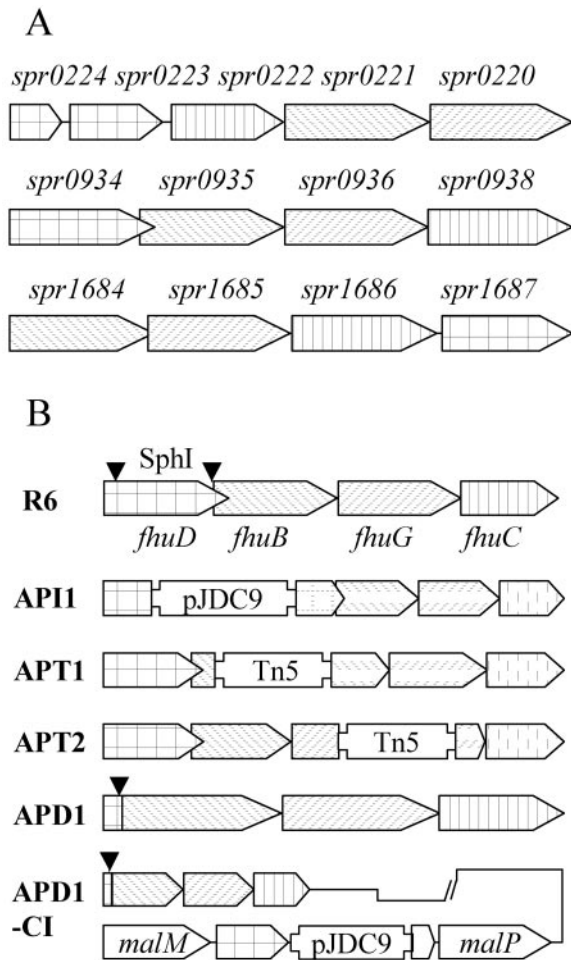 A
spr0224 spr0223 spr0222 spr0221 spr0220
spr0934 spr0935 spr0936 spr0938
spr1684 spr1685 spr1686 spr1687
B
SphI
R6
fhuD fhuB fhuG fhuC
API1 pJDC9
APT1 Tn5
APT2 Tn5
APD1
APD1
-CI
malM pJDC9 malP